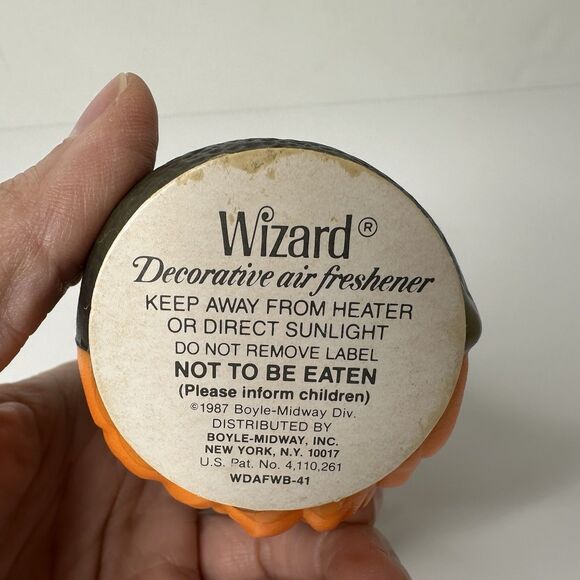 Wizard®
Decorative air freshener
KEEP AWAY FROM HEATER
OR DIRECT SUNLIGHT
DO NOT REMOVE LABEL
NOT TO BE EATEN
(Please inform children)
©1987 Boyle-Midway Div.
DISTRIBUTED BY
BOYLE-MIDWAY, INC.
NEW YORK, N.Y. 10017
U.S. Pat. No. 4,110,261
WDAFWB-41